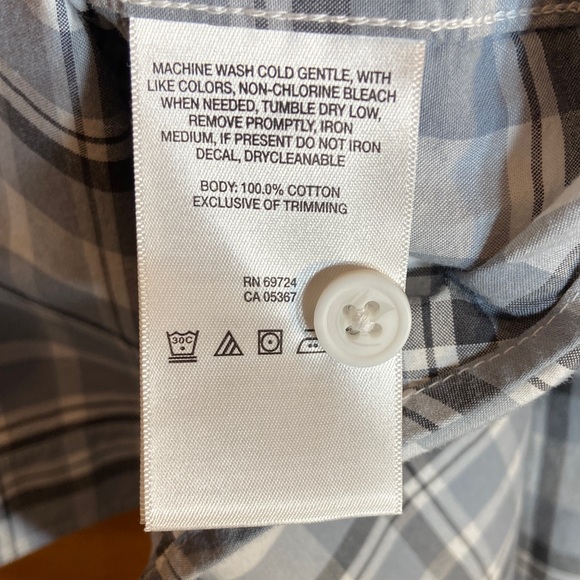 MACHINE WASH COLD GENTLE, WITH
LIKE COLORS, NON-CHLORINE BLEACH
WHEN NEEDED, TUMBLE DRY LOW,
REMOVE PROMPTLY, IRON
MEDIUM, IF PRESENT DO NOT IRON
DECAL, DRYCLEANABLE
BODY: 100.0% COTTON
EXCLUSIVE OF TRIMMING
RN 69724
CA 05367
30C